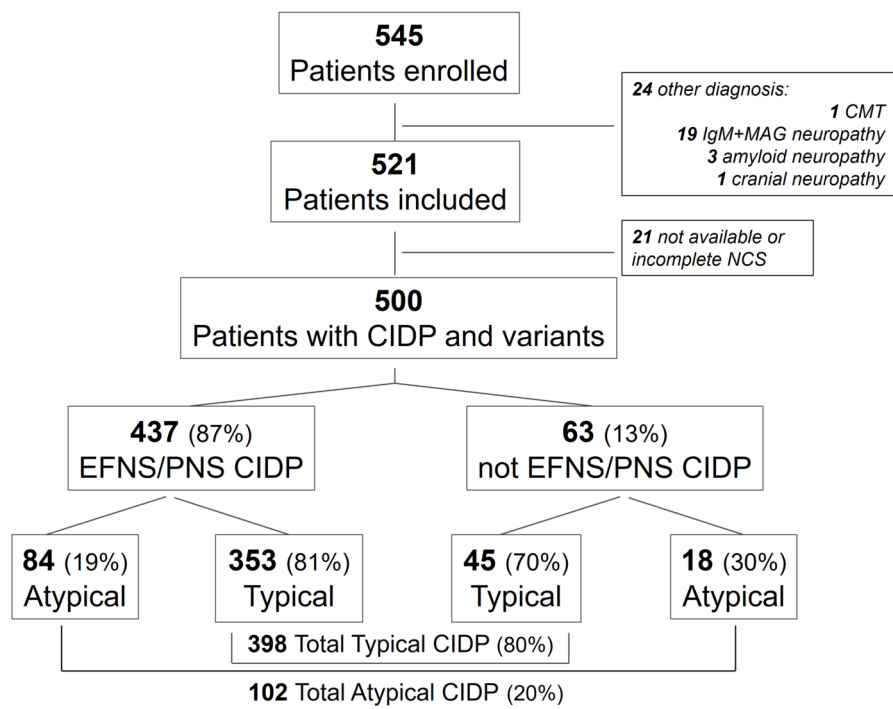 545
Patients enrolled
24 other diagnosis:
1 CMT
19 IgM+MAG neuropathy
3 amyloid neuropathy
1 cranial neuropathy
521
Patients included
21 not available or
incomplete NCS
500
Patients with CIDP and variants
437 (87%)
EFNS/PNS CIDP
63 (13%)
not EFNS/PNS CIDP
84 (19%)
Atypical
353 (81%)
Typical
45 (70%)
Typical
18 (30%)
Atypical
398 Total Typical CIDP (80%)
102 Total Atypical CIDP (20%)